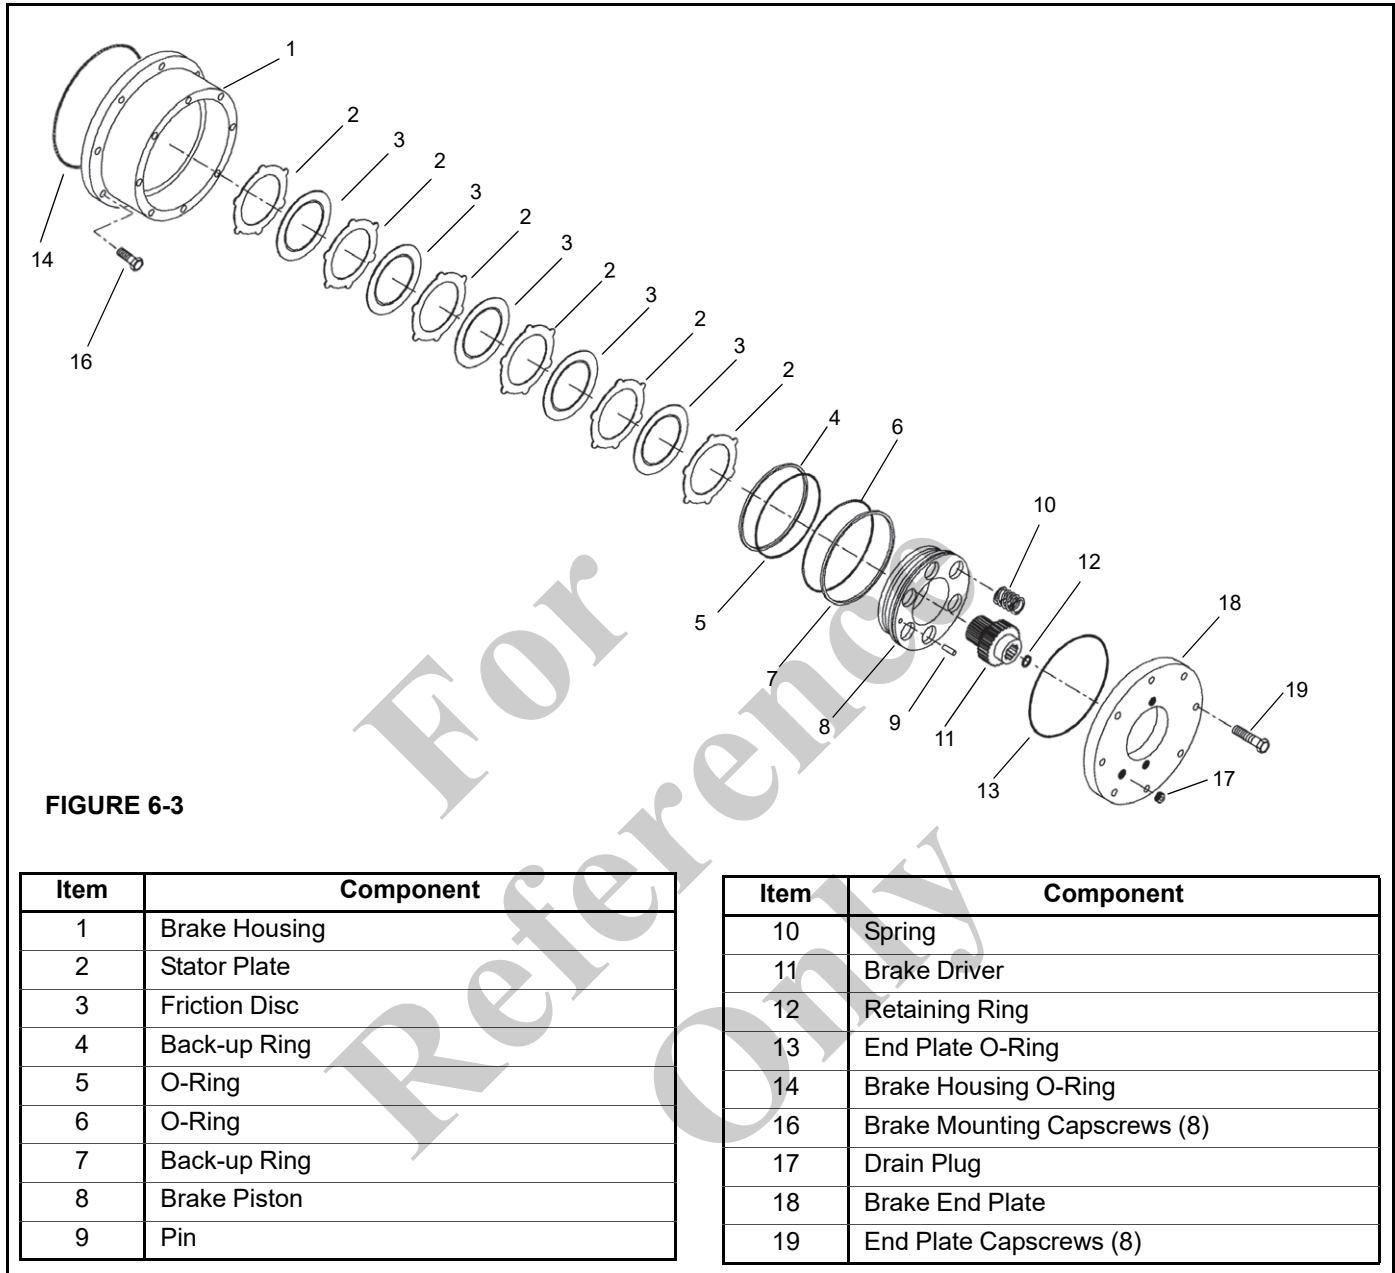 1
2
3
2
3
2
3
2
3
2
3
2
4
6
10
12
18
19
14
16
5
7
8
9
11
13
17
FIGURE 6-3
For
Reference
Only
Item Component
1 Brake Housing
2 Stator Plate
3 Friction Disc
4 Back-up Ring
5 O-Ring
6 O-Ring
7 Back-up Ring
8 Brake Piston
9 Pin
Item Component
10 Spring
11 Brake Driver
12 Retaining Ring
13 End Plate O-Ring
14 Brake Housing O-Ring
16 Brake Mounting Capscrews (8)
17 Drain Plug
18 Brake End Plate
19 End Plate Capscrews (8)